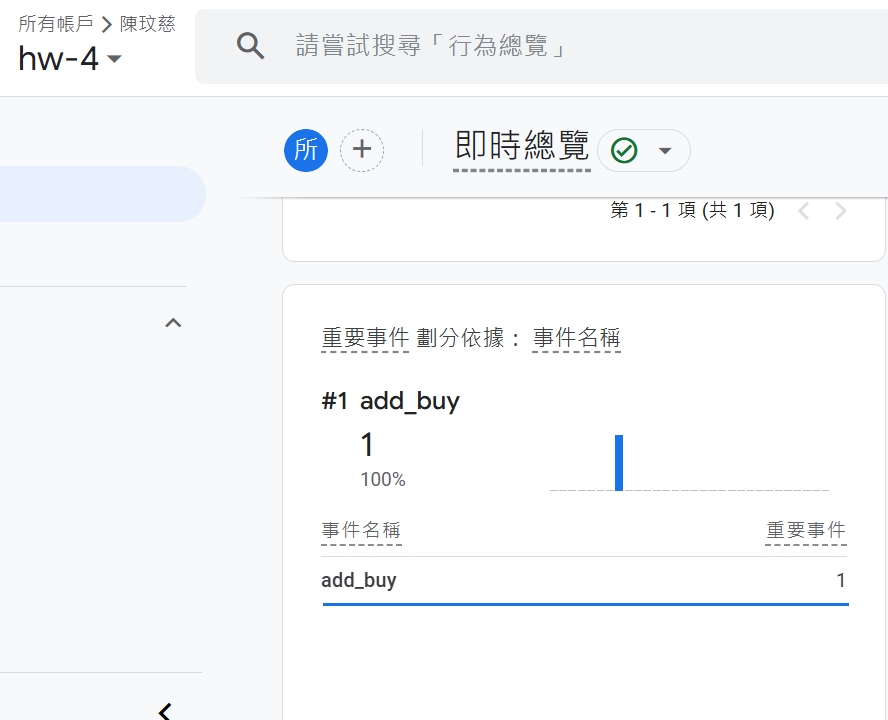 所有帳戶 > 陳玟慈
hw-4
請嘗試搜尋「行為總覽」
所
即時總覽
第 1 - 1 項 (共 1 項)
重要事件 劃分依據： 事件名稱
#1 add_buy
1
100%
事件名稱 重要事件
add_buy 1